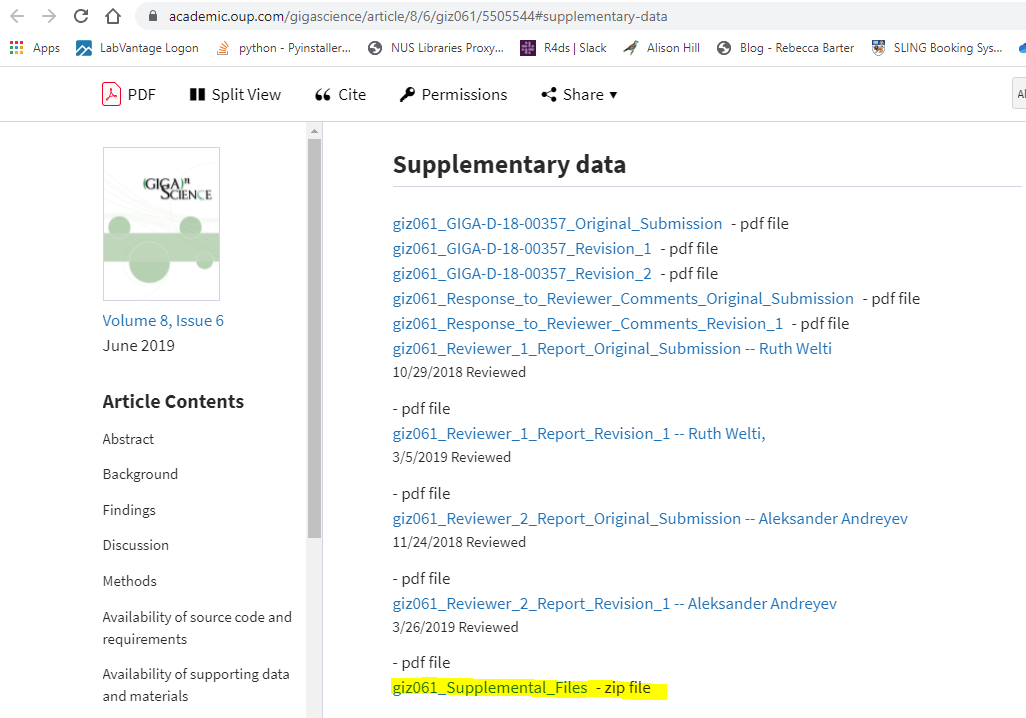 academic.oup.com/gigascience/article/8/6/giz061/5505544#supplementary-data
Apps LabVantage Logon python - Pyinstaller... NUS Libraries Proxy... R4ds | Slack Alison Hill Blog - Rebecca Barter SLING Booking Sys...
PDF Split View Cite Permissions Share
GIGA)n
SCIENCE
Volume 8, Issue 6
June 2019
Article Contents
Abstract
Background
Findings
Discussion
Methods
Availability of source code and
requirements
Availability of supporting data
and materials
Supplementary data
giz061_GIGA-D-18-00357_Original_Submission - pdf file
giz061_GIGA-D-18-00357_Revision_1 - pdf file
giz061_GIGA-D-18-00357_Revision_2 - pdf file
giz061_Response_to_Reviewer_Comments_Original_Submission - pdf file
giz061_Response_to_Reviewer_Comments_Revision_1 - pdf file
giz061_Reviewer_1_Report_Original_Submission -- Ruth Welti
10/29/2018 Reviewed
- pdf file
giz061_Reviewer_1_Report_Revision_1 -- Ruth Welti,
3/5/2019 Reviewed
- pdf file
giz061_Reviewer_2_Report_Original_Submission -- Aleksander Andreyev
11/24/2018 Reviewed
- pdf file
giz061_Reviewer_2_Report_Revision_1 -- Aleksander Andreyev
3/26/2019 Reviewed
- pdf file
giz061_Supplemental_Files - zip file